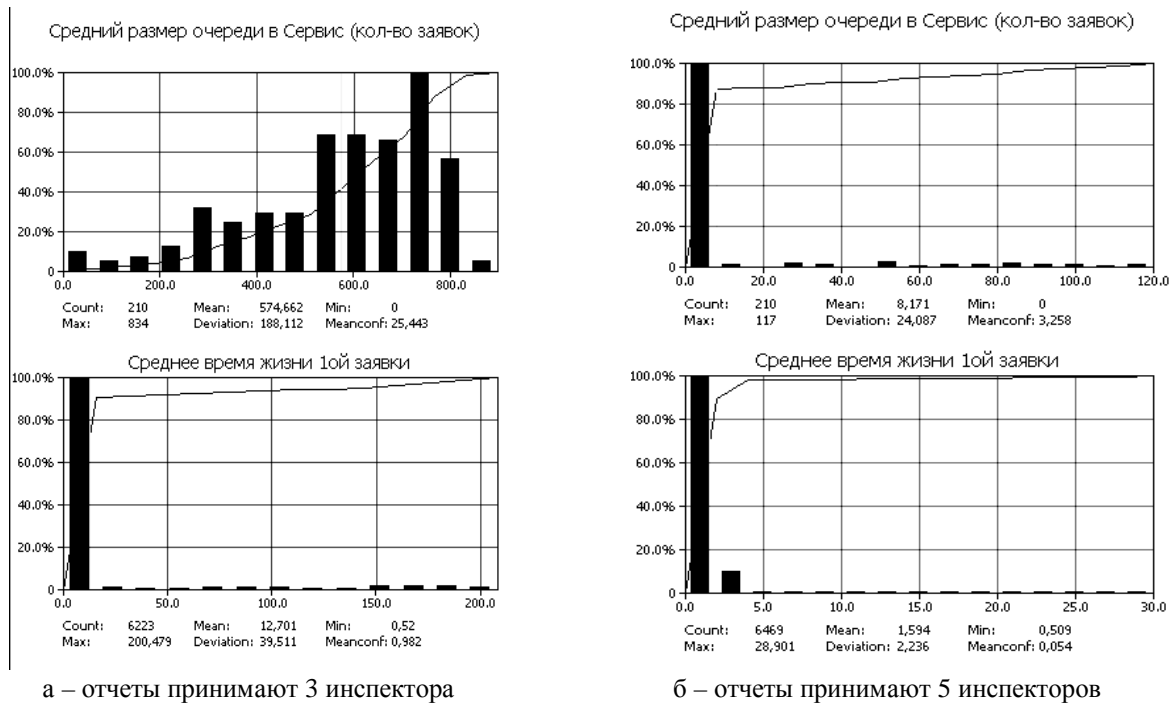 Средний размер очереди в Сервис (кол-во заявок)
100.0%
80.0%
60.0%
40.0%
20.0%
0
0.0 200.0 400.0 600.0 800.0
Count: 210 Mean: 574,662 Min: 0
Max: 834 Deviation: 188,112 Meanconf: 25,443
Среднее время жизни 1ой заявки
100.0%
80.0%
60.0%
40.0%
20.0%
0
0.0 50.0 100.0 150.0 200.0
Count: 6223 Mean: 12,701 Min: 0,52
Max: 200,479 Deviation: 39,511 Meanconf: 0,982
а – отчеты принимают 3 инспектора
Средний размер очереди в Сервис (кол-во заявок)
100.0%
80.0%
60.0%
40.0%
20.0%
0
0.0 20.0 40.0 60.0 80.0 100.0 120.0
Count: 210 Mean: 8,171 Min: 0
Max: 117 Deviation: 24,087 Meanconf: 3,258
Среднее время жизни 1ой заявки
100.0%
80.0%
60.0%
40.0%
20.0%
0
0.0 5.0 10.0 15.0 20.0 25.0 30.0
Count: 6469 Mean: 1,594 Min: 0,509
Max: 28,901 Deviation: 2,236 Meanconf: 0,054
б – отчеты принимают 5 инспекторов